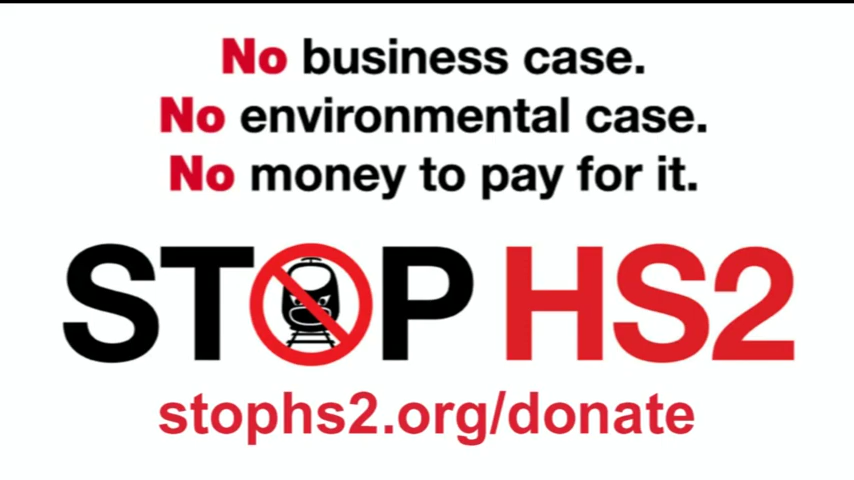 No business case.
No environmental case.
No money to pay for it.
STOP HS2
stophs2.org/donate